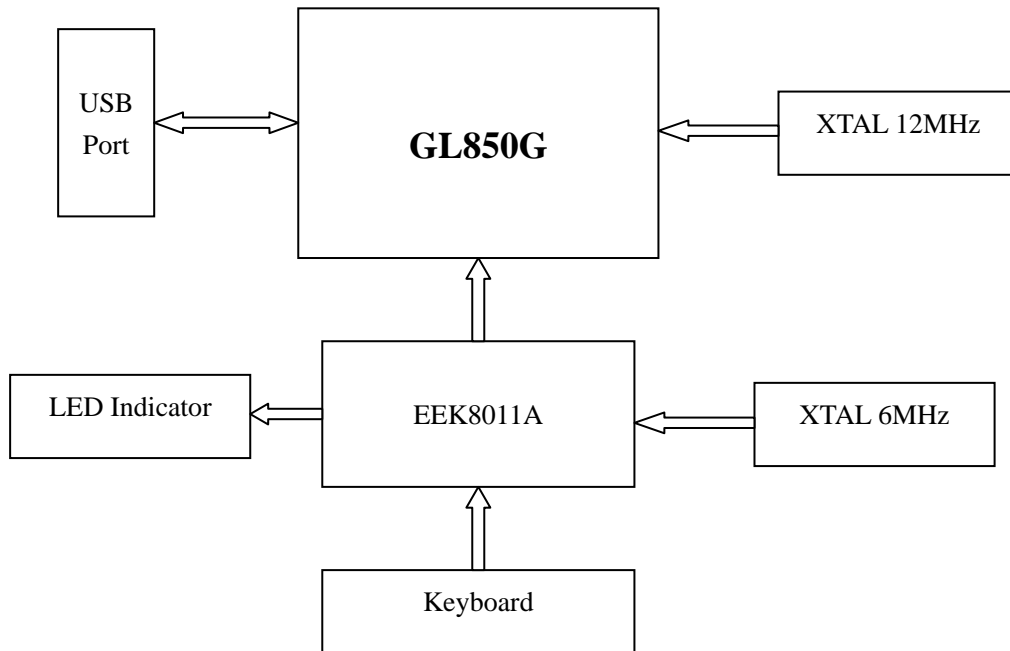 USB
Port
GL850G
XTAL 12MHz
LED Indicator
EEK8011A
XTAL 6MHz
Keyboard